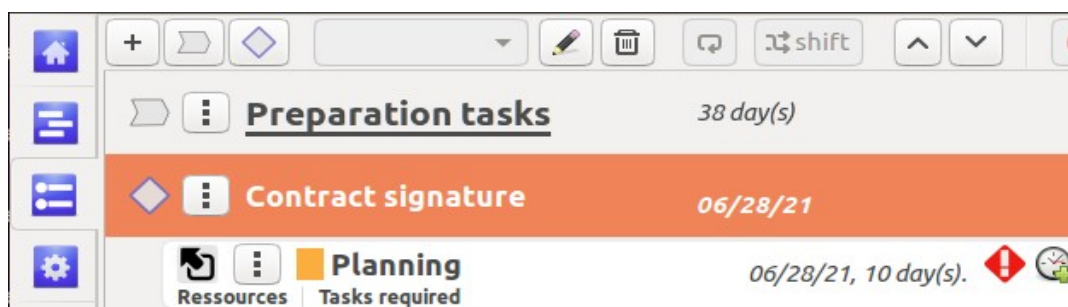 shift
Preparation tasks 38 day(s)
Contract signature 06/28/21
Planning 06/28/21, 10 day(s).
Ressources Tasks required